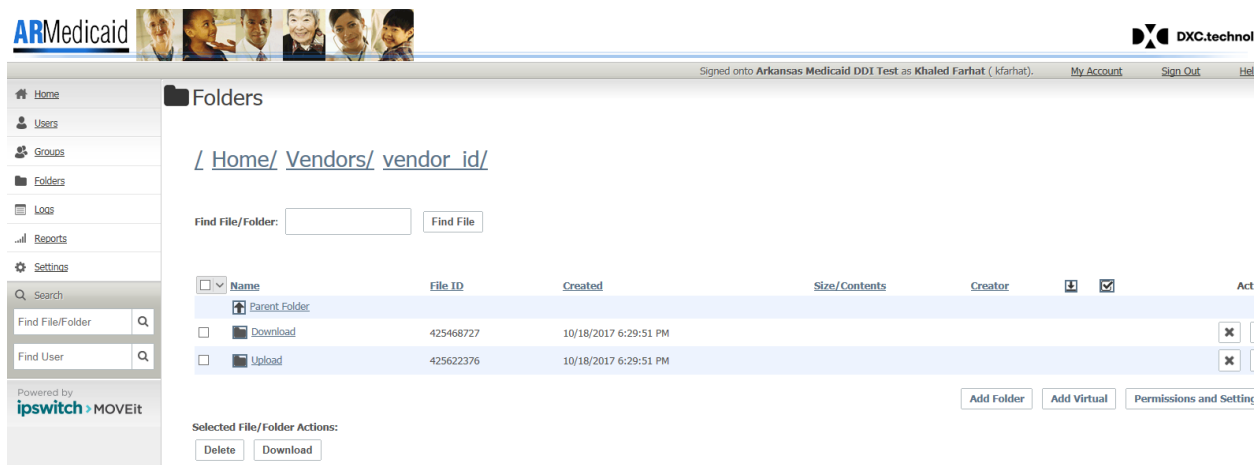 ARMedicaid
DXC.technol
Signed onto Arkansas Medicaid DDI Test as Khaled Farhat ( kfarhat). My Account Sign Out Hel
Home
Users
Groups
Folders
Logs
Reports
Settings
Search
Find File/Folder
Find User
Powered by
ipswitch MOVEit
Folders
/ Home/ Vendors/ vendor_id/
Find File/Folder: Find File
Name File ID Created Size/Contents Creator Act
Parent Folder
Download 425468727 10/18/2017 6:29:51 PM
Upload 425622376 10/18/2017 6:29:51 PM
Add Folder Add Virtual Permissions and Setting
Selected File/Folder Actions:
Delete Download